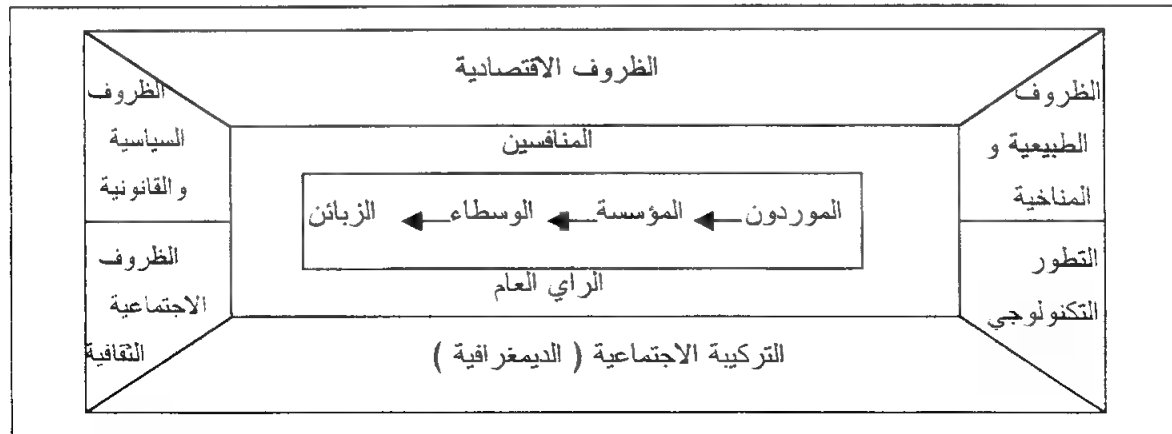 الظروف الاقتصادية
الظروف
الطبيعية و
المناخية
الظروف
السياسية
والقانونية
المنافسين
الموردون
المؤسسة
الوسطاء
الزبائن
الراي العام
التطور
التكنولوجي
الظروف
الاجتماعية
الثقافية
التركيبة الاجتماعية ( الديمغرافية )